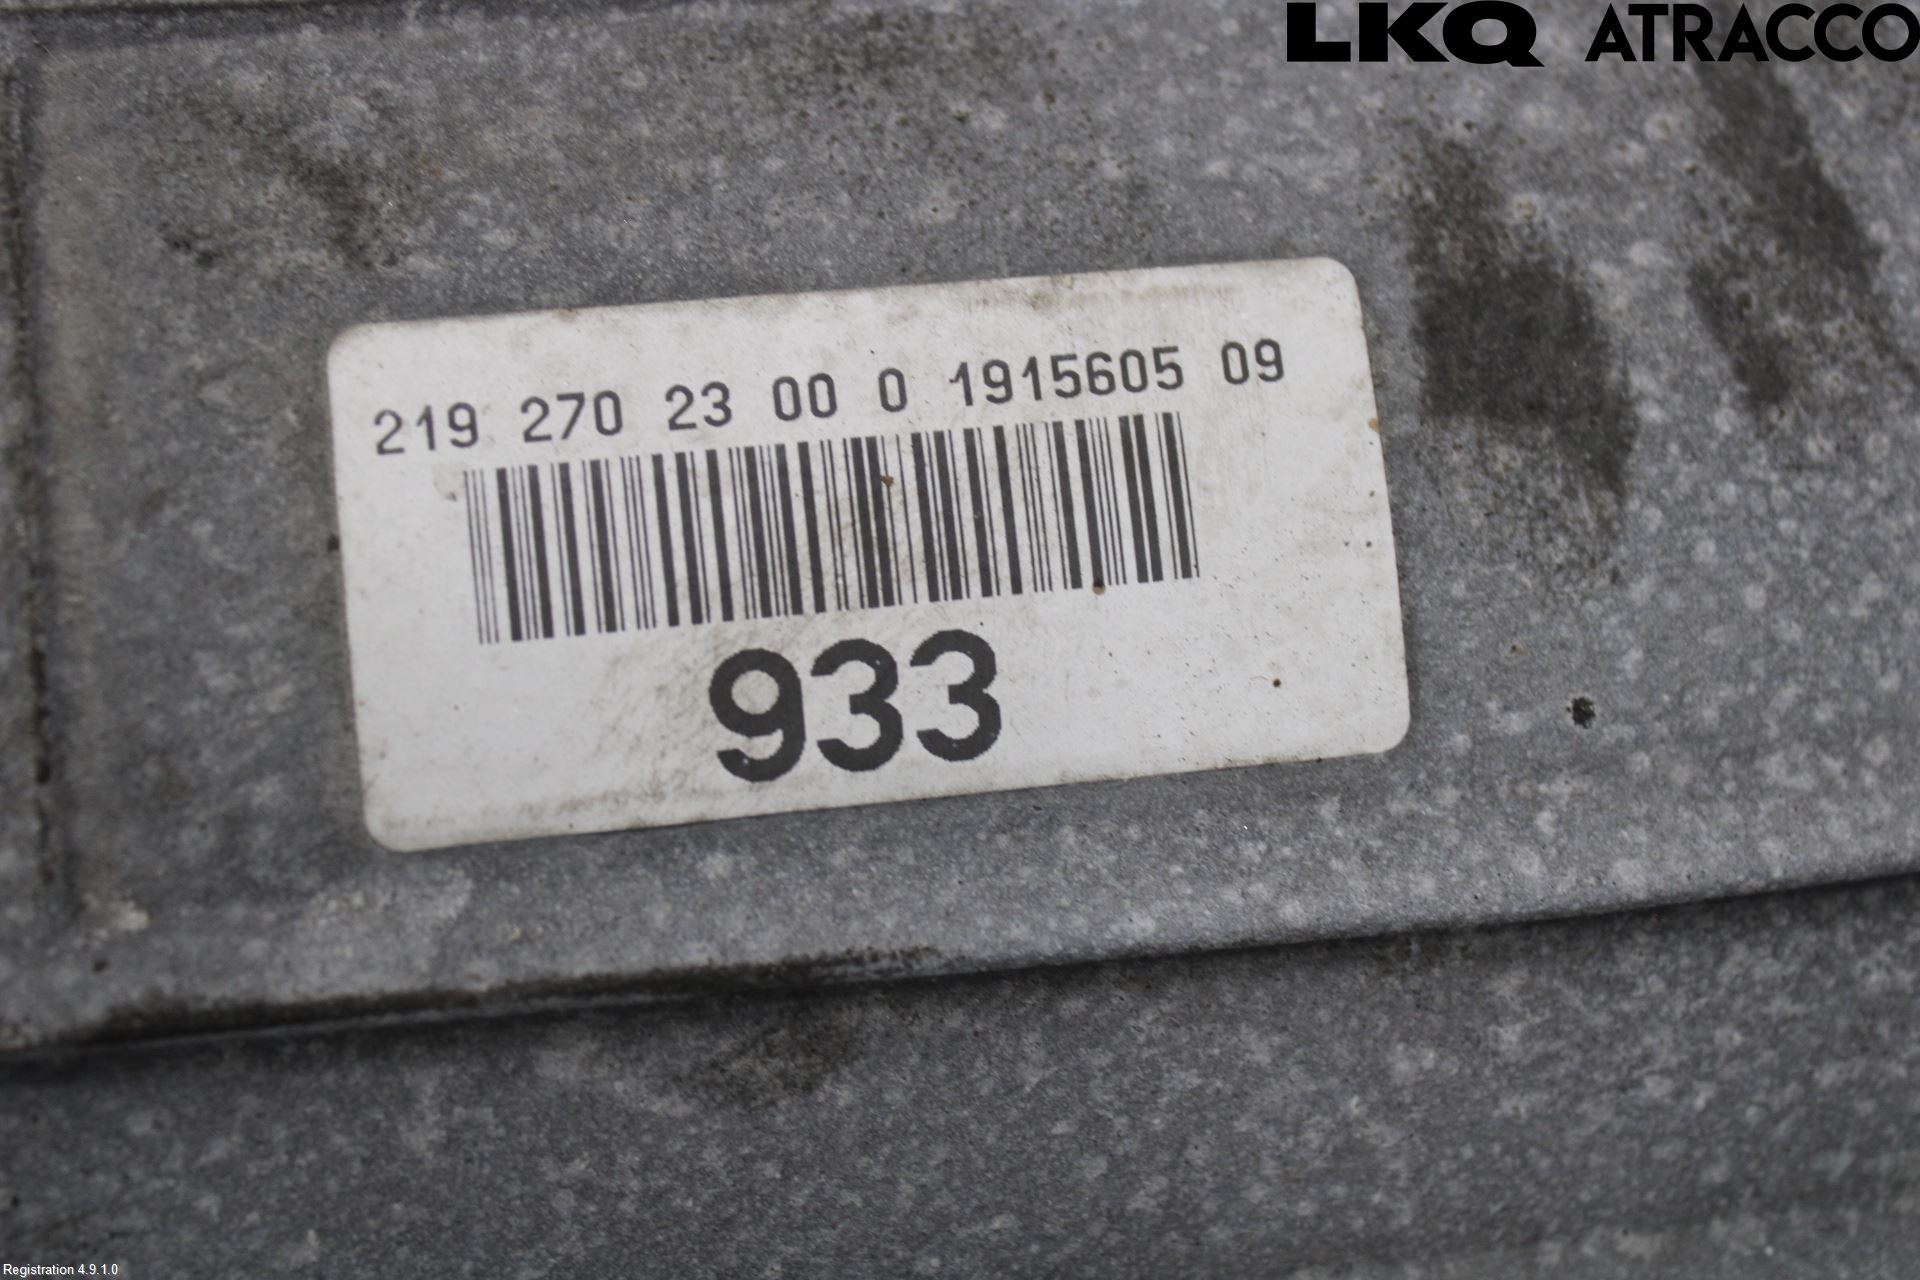 LKQ ATRACCO
219 270 23 00 0 1915605 09
933
Registration 4.9.1.0